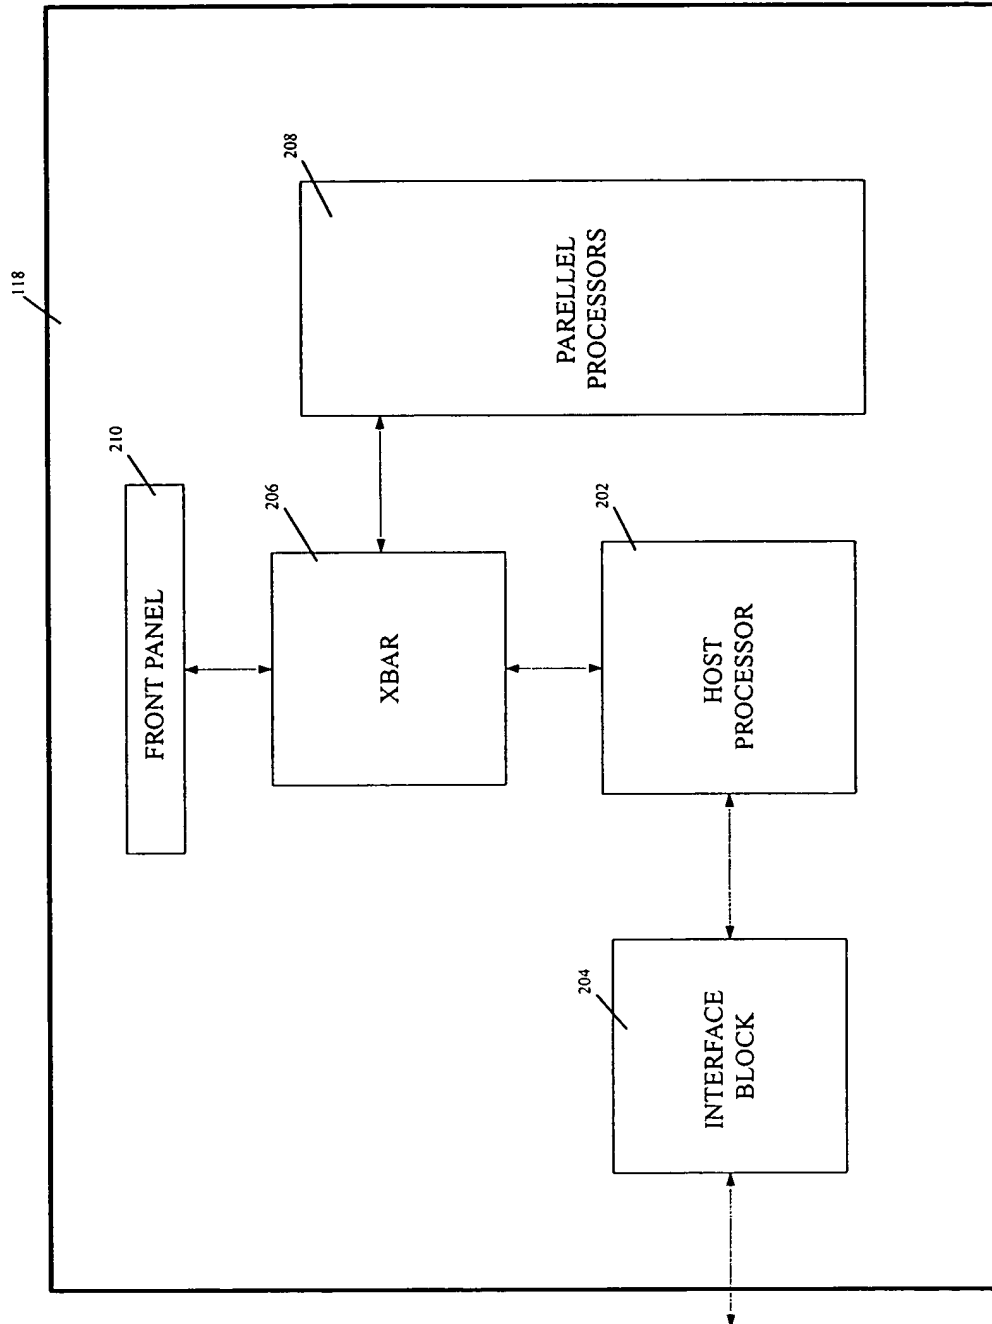 118
208
PARELLEL
PROCESSORS
210
FRONT PANEL
206
XBAR
202
HOST
PROCESSOR
204
INTERFACE
BLOCK